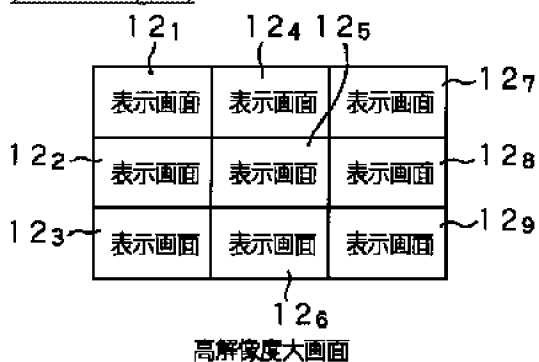 12₁ 12₄ 12₅
表示画面 表示画面 表示画面 12₇
12₂ 表示画面 表示画面 表示画面 12₈
12₃ 表示画面 表示画面 表示画面 12₉
12₆
高解像度大画面